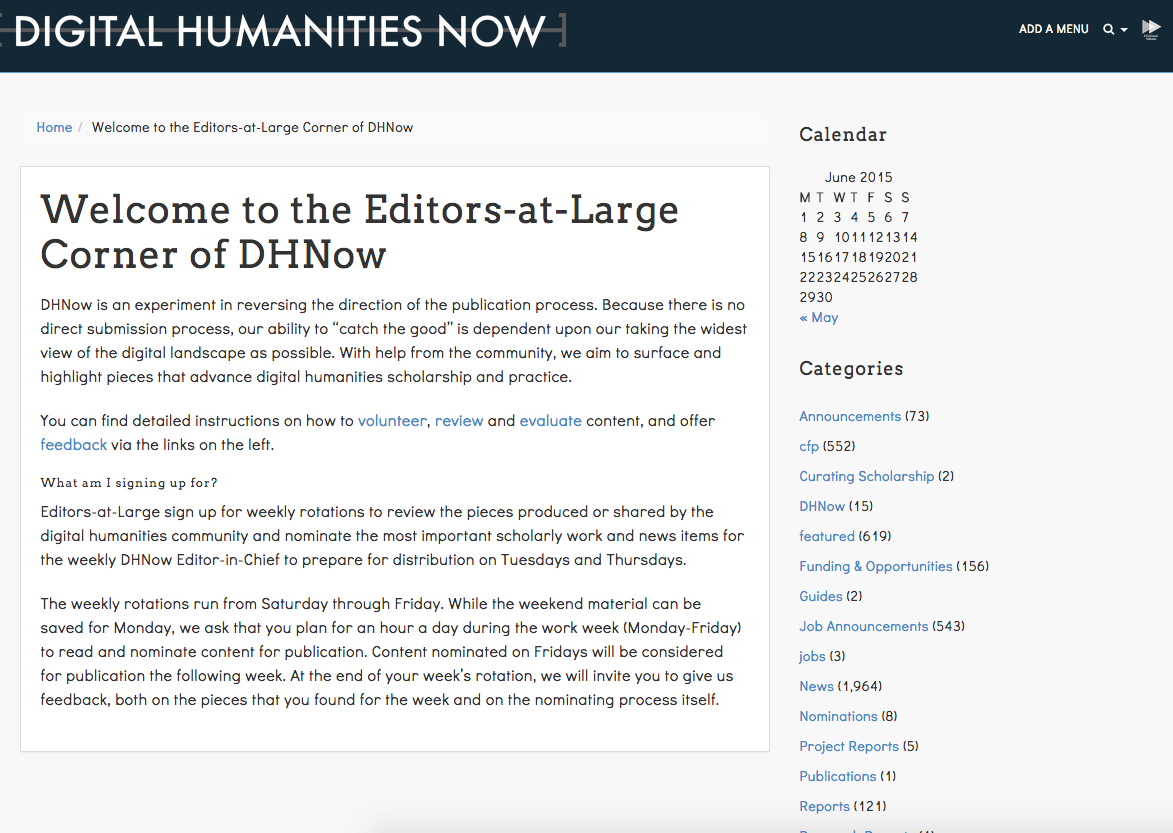 DIGITAL HUMANITIES NOW
ADD A MENU
Home / Welcome to the Editors-at-Large Corner of DHNow
Welcome to the Editors-at-Large
Corner of DHNow
DHNow is an experiment in reversing the direction of the publication process. Because there is no
direct submission process, our ability to “catch the good” is dependent upon our taking the widest
view of the digital landscape as possible. With help from the community, we aim to surface and
highlight pieces that advance digital humanities scholarship and practice.
You can find detailed instructions on how to volunteer, review and evaluate content, and offer
feedback via the links on the left.
What am I signing up for?
Editors-at-Large sign up for weekly rotations to review the pieces produced or shared by the
digital humanities community and nominate the most important scholarly work and news items for
the weekly DHNow Editor-in-Chief to prepare for distribution on Tuesdays and Thursdays.
The weekly rotations run from Saturday through Friday. While the weekend material can be
saved for Monday, we ask that you plan for an hour a day during the work week (Monday-Friday)
to read and nominate content for publication. Content nominated on Fridays will be considered
for publication the following week. At the end of your week’s rotation, we will invite you to give us
feedback, both on the pieces that you found for the week and on the nominating process itself.
Calendar
June 2015
M T W T F S S
1 2 3 4 5 6 7
8 9 10 11 12 13 14
15 16 17 18 19 20 21
22 23 24 25 26 27 28
29 30
« May
Categories
Announcements (73)
cfp (552)
Curating Scholarship (2)
DHNow (15)
featured (619)
Funding & Opportunities (156)
Guides (2)
Job Announcements (543)
jobs (3)
News (1,964)
Nominations (8)
Project Reports (5)
Publications (1)
Reports (121)